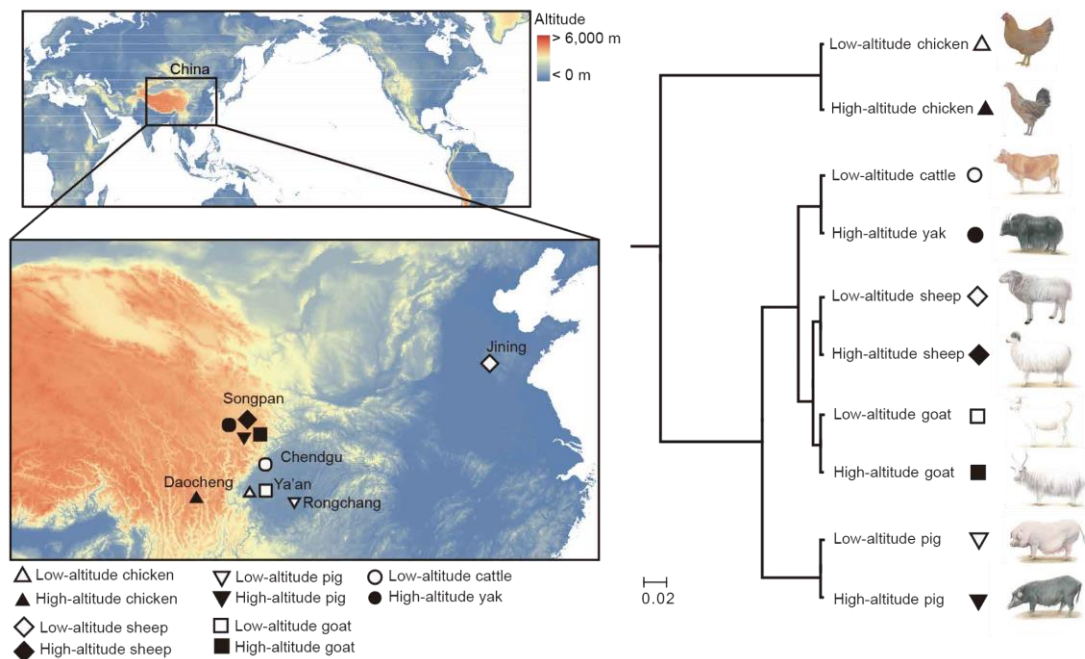 Altitude
> 6,000 m
< 0 m
China
Jining
Songpan
Chendgu
Daocheng
Ya'an
Rongchang
Low-altitude chicken
High-altitude chicken
Low-altitude sheep
High-altitude sheep
Low-altitude pig
High-altitude pig
Low-altitude goat
High-altitude goat
Low-altitude cattle
High-altitude yak
Low-altitude chicken
High-altitude chicken
Low-altitude cattle
High-altitude yak
Low-altitude sheep
High-altitude sheep
Low-altitude goat
High-altitude goat
Low-altitude pig
High-altitude pig
0.02